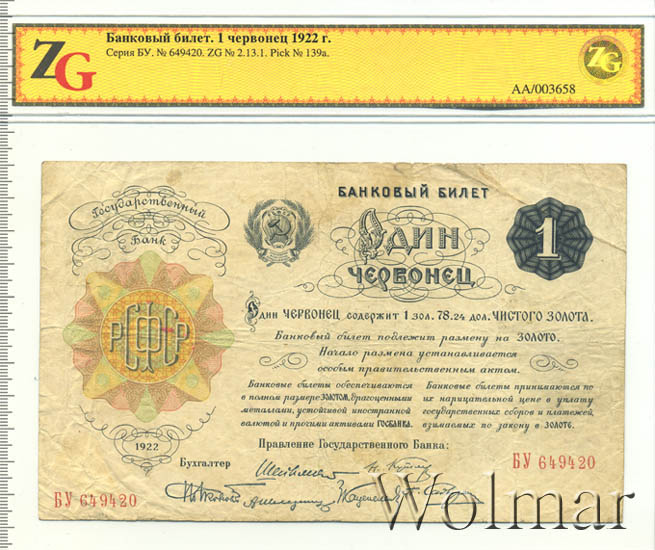 ZG
Банковый билет. 1 червонец 1922 г.
Серия БУ. № 649420. ZG № 2.13.1. Pick № 139a.
ZG
AA/003658
Государственный
Банк
БАНКОВЫЙ БИЛЕТ
Один
ЧЕРВОНЕЦ
1
РСФСР
Один ЧЕРВОНЕЦ содержит 1 зол. 78.24 дол. ЧИСТОГО ЗОЛОТА.
Банковый билет подлежит размену на ЗОЛОТО.
Начало размена устанавливается
особым правительственным актом.
Банковые билеты обеспечиваются
в полном размере ЗОЛОТОМ, драгоценными
металлами, устойчивой иностранной
валютой и прочими активами ГОСБАНКА.
Банковые билеты принимаются по
их нарицательной цене в уплату
государственных сборов и платежей,
взимаемых по закону в ЗОЛОТЕ.
1922
Правление Государственного Банка:
Бухгалтер
БУ 649420
БУ 649420
Wolmar